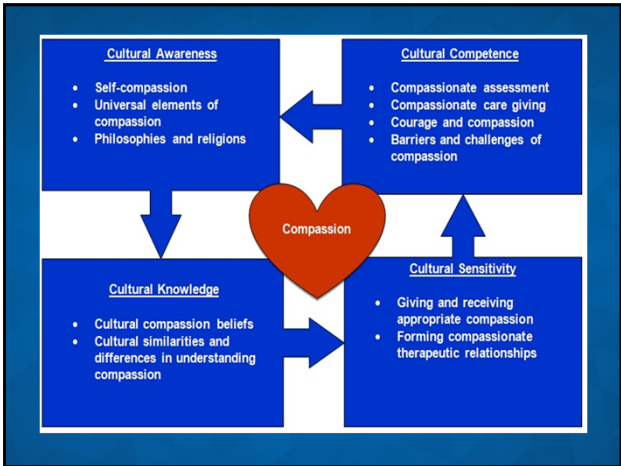 Cultural Awareness
• Self-compassion
• Universal elements of
compassion
• Philosophies and religions
Cultural Competence
• Compassionate assessment
• Compassionate care giving
• Courage and compassion
• Barriers and challenges of
compassion
Compassion
Cultural Knowledge
• Cultural compassion beliefs
• Cultural similarities and
differences in understanding
compassion
Cultural Sensitivity
• Giving and receiving
appropriate compassion
• Forming compassionate
therapeutic relationships